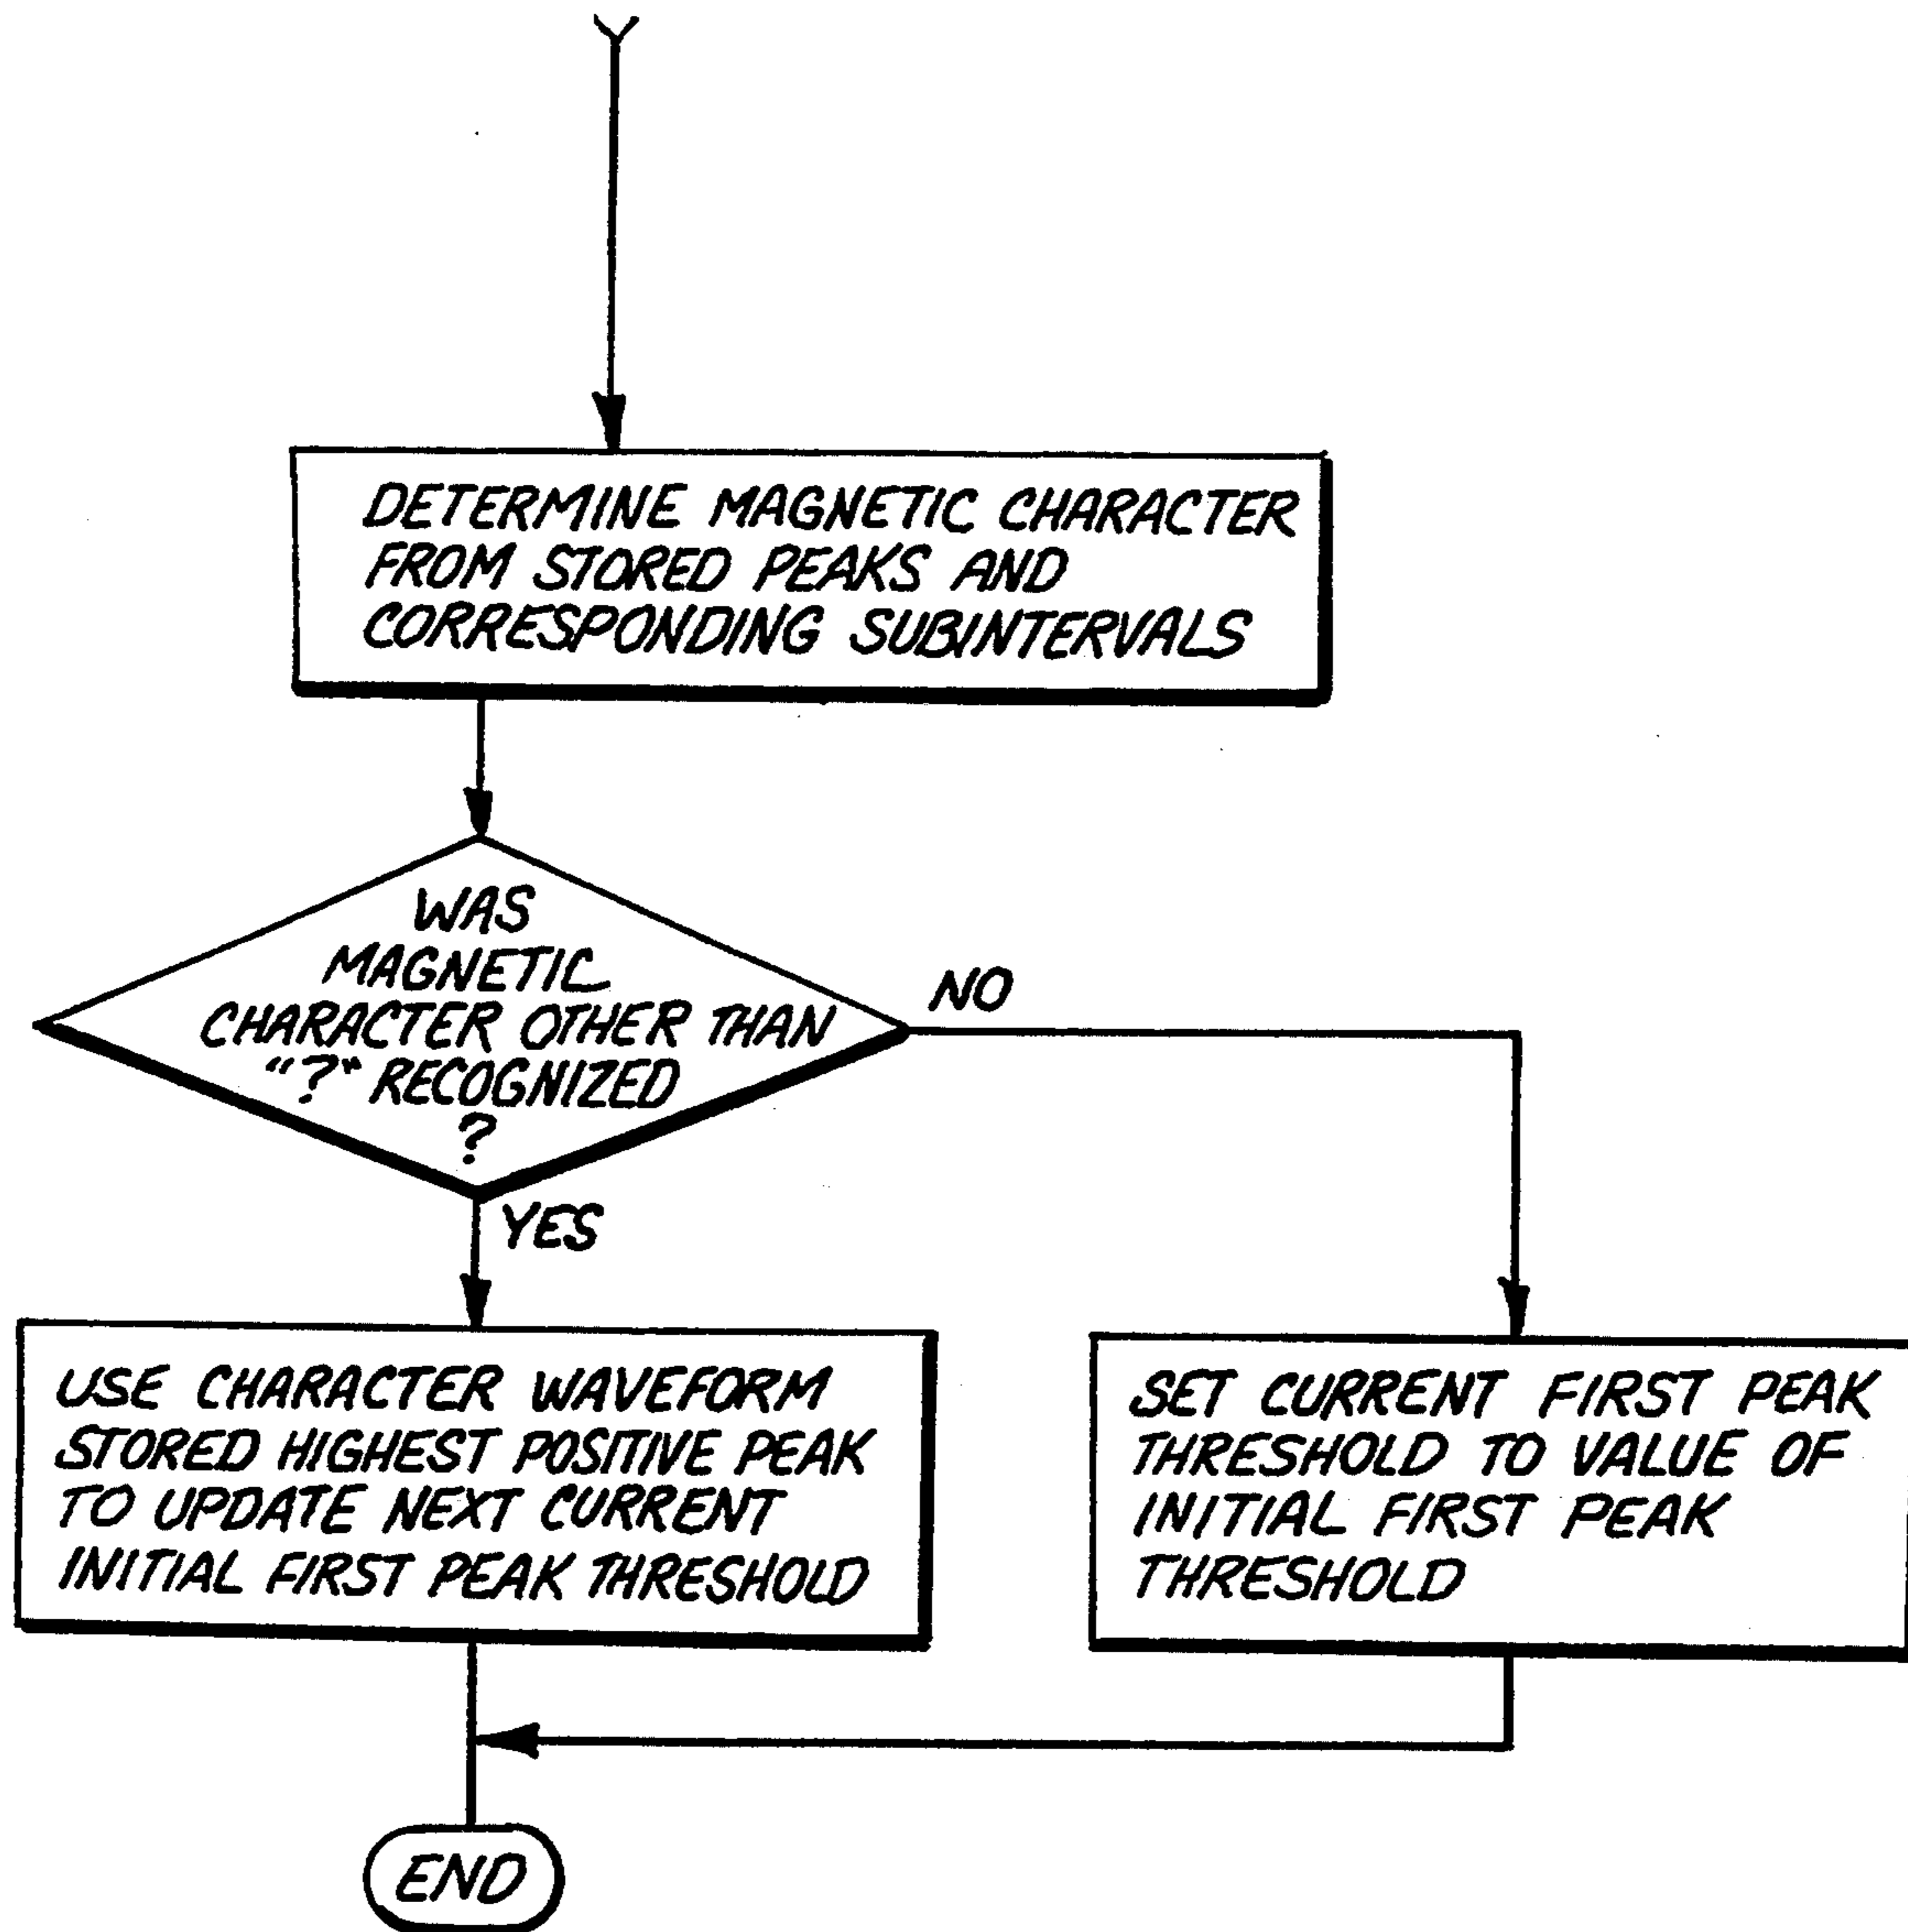 DETERMINE MAGNETIC CHARACTER
FROM STORED PEAKS AND
CORRESPONDING SUBINTERVALS
WAS
MAGNETIC
CHARACTER OTHER THAN
"?" RECOGNIZED
?
NO
YES
USE CHARACTER WAVEFORM
STORED HIGHEST POSITIVE PEAK
TO UPDATE NEXT CURRENT
INITIAL FIRST PEAK THRESHOLD
SET CURRENT FIRST PEAK
THRESHOLD TO VALUE OF
INITIAL FIRST PEAK
THRESHOLD
END